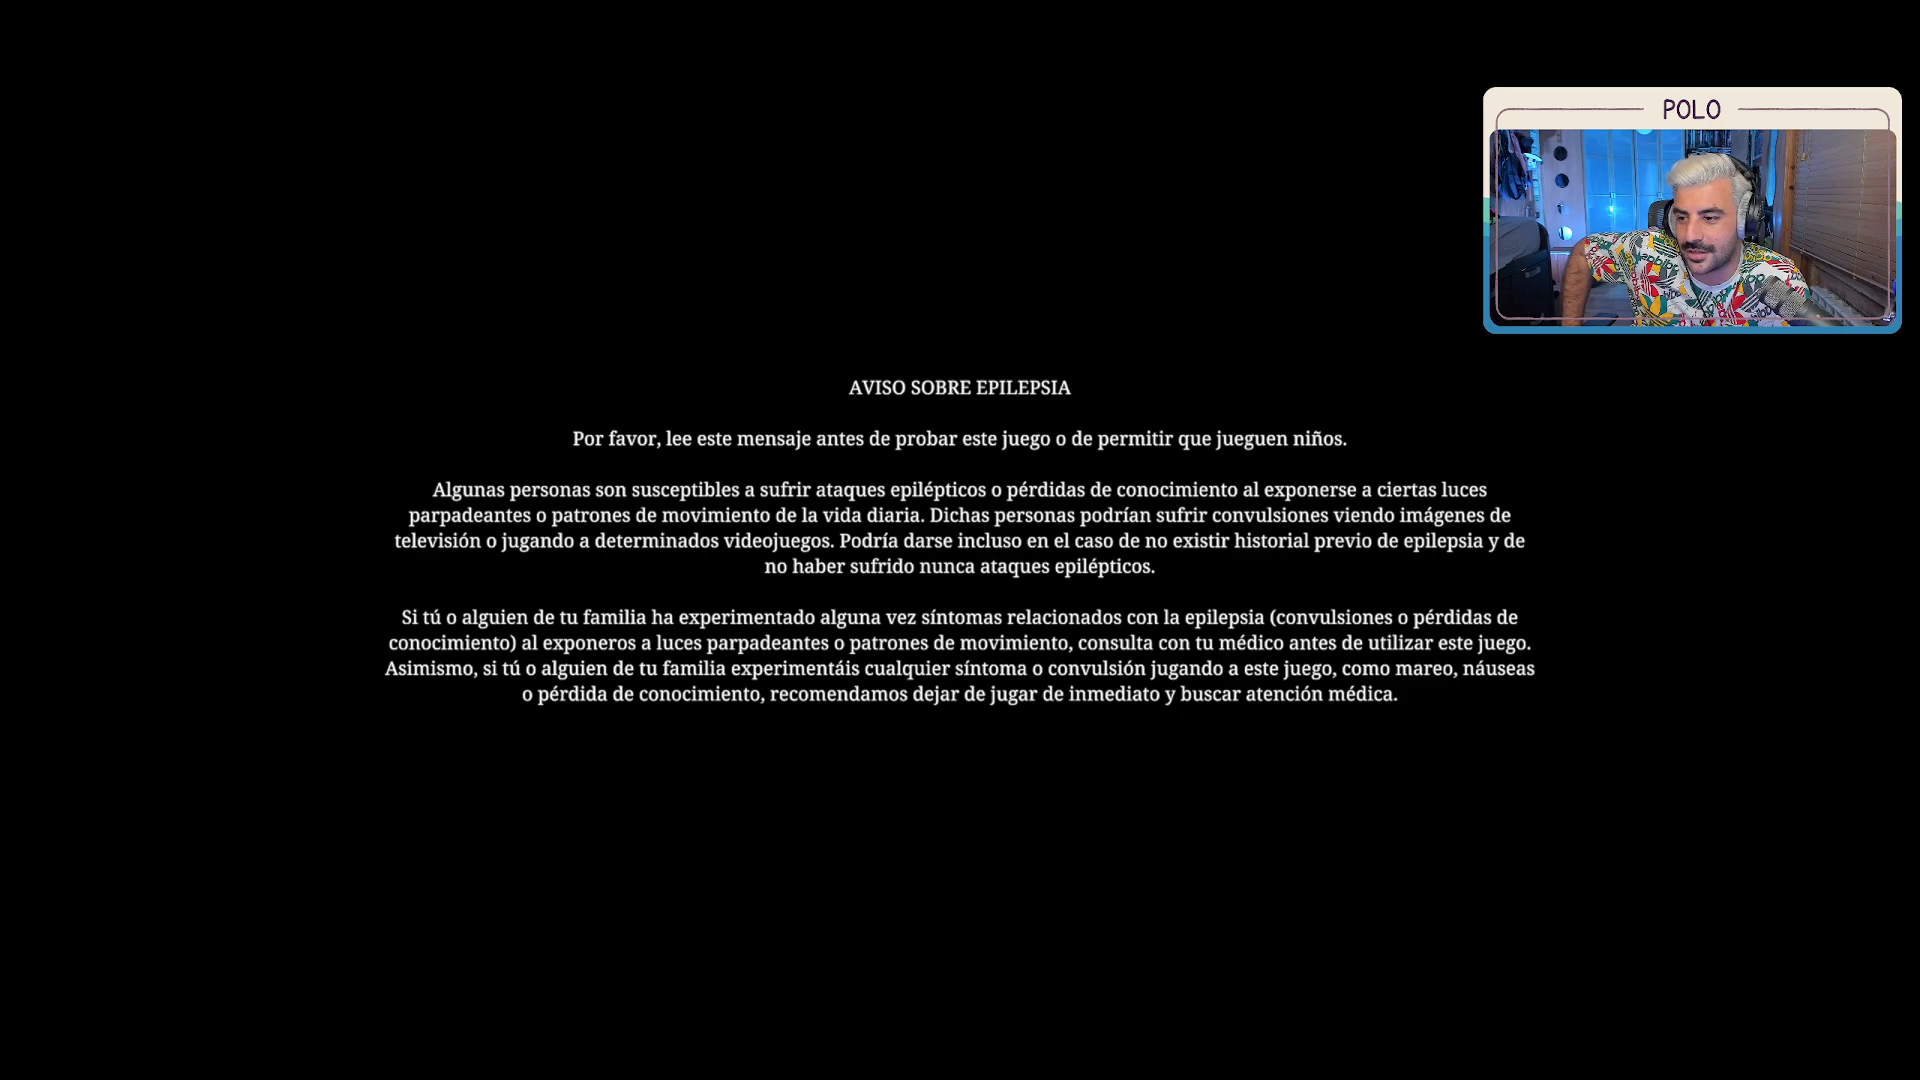 POLO
AVISO SOBRE EPILEPSIA
Por favor, lee este mensaje antes de probar este juego o de permitir que jueguen niños.
Algunas personas son susceptibles a sufrir ataques epilépticos o pérdidas de conocimiento al exponerse a ciertas luces
parpadeantes o patrones de movimiento de la vida diaria. Dichas personas podrían sufrir convulsiones viendo imágenes de
televisión o jugando a determinados videojuegos. Podría darse incluso en el caso de no existir historial previo de epilepsia y de
no haber sufrido nunca ataques epilépticos.
Si tú o alguien de tu familia ha experimentado alguna vez síntomas relacionados con la epilepsia (convulsiones o pérdidas de
conocimiento) al exponeros a luces parpadeantes o patrones de movimiento, consulta con tu médico antes de utilizar este juego.
Asimismo, si tú o alguien de tu familia experimentáis cualquier síntoma o convulsión jugando a este juego, como mareo, náuseas
o pérdida de conocimiento, recomendamos dejar de jugar de inmediato y buscar atención médica.